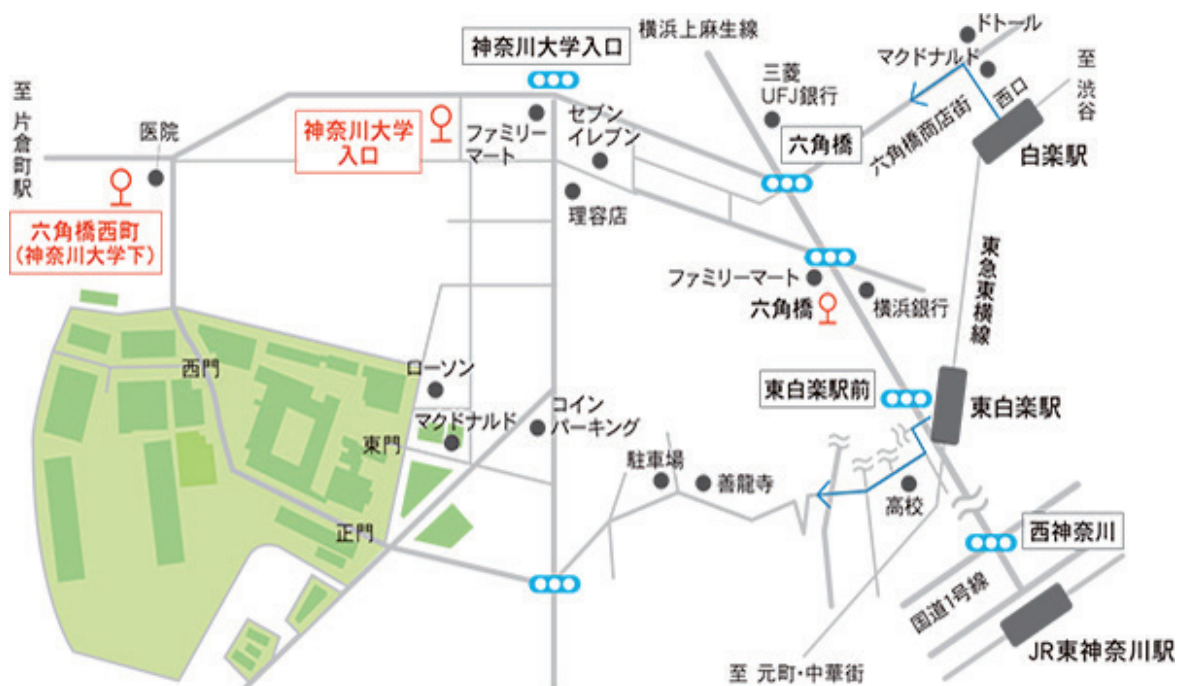 神奈川大学入口
横浜上麻生線
ドトール
マクドナルド
西口
至 渋谷
三菱
UFJ銀行
六角橋
六角橋商店街
白楽駅
至 片倉町駅
医院
神奈川大学
入口
ファミリー
マート
セブン
イレブン
理容店
六角橋西町
(神奈川大学下)
ファミリーマート
六角橋
横浜銀行
東急東横線
西門
ローソン
マクドナルド
コイン
パーキング
東門
正門
東白楽駅前
東白楽駅
駐車場
善龍寺
高校
西神奈川
国道1号線
JR東神奈川駅
至 元町・中華街